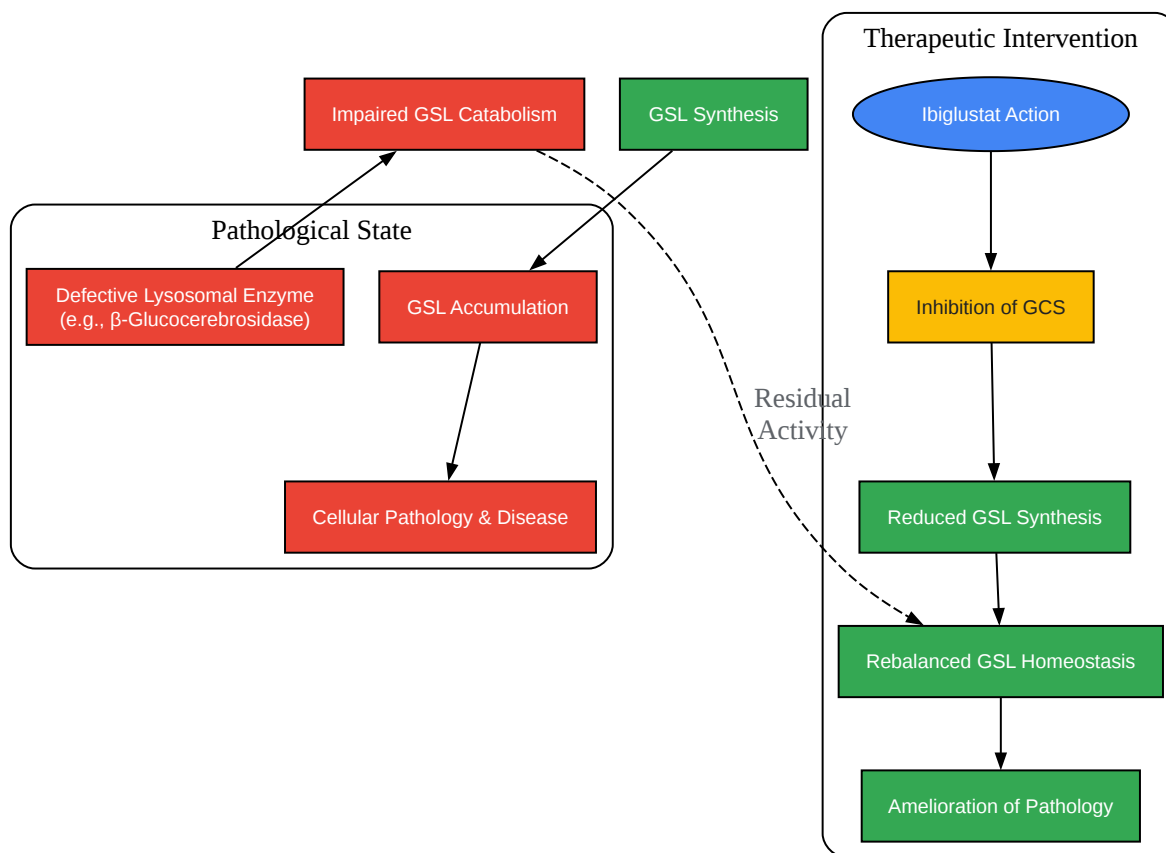 Therapeutic Intervention
Impaired GSL Catabolism
GSL Synthesis
Ibiglustat Action
Pathological State
Defective Lysosomal Enzyme
(e.g., β-Glucocerebrosidase)
GSL Accumulation
Inhibition of GCS
Residual
Activity
Cellular Pathology & Disease
Reduced GSL Synthesis
Rebalanced GSL Homeostasis
Amelioration of Pathology